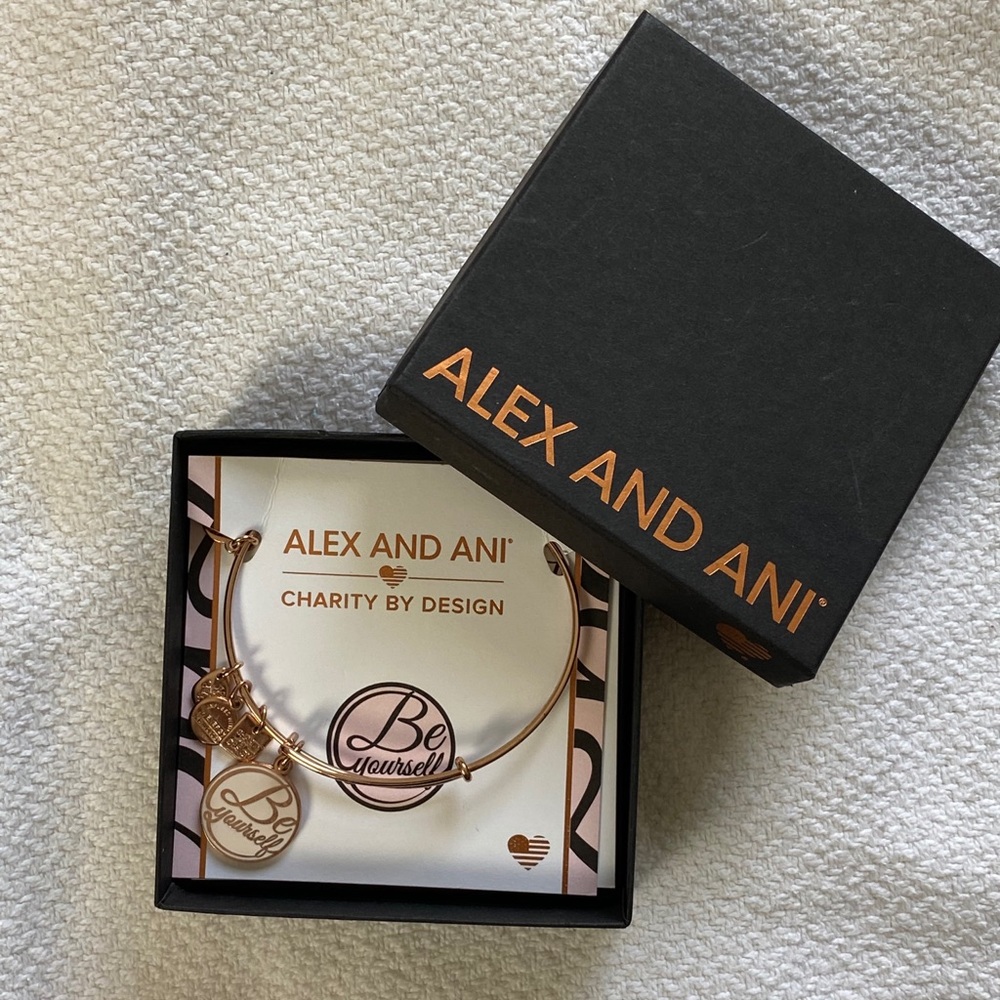 ALEX AND ANI®
ALEX AND ANI®
CHARITY BY DESIGN
Be
yourself
Be
yourself